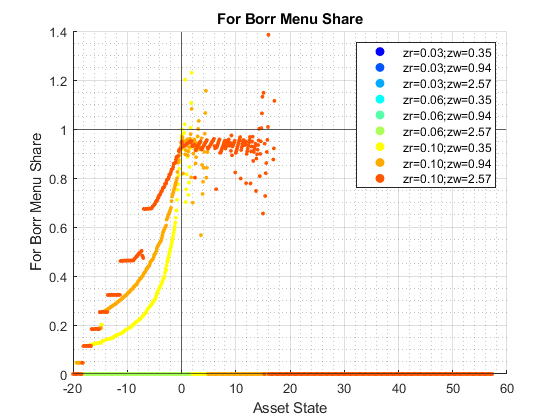 For Borr Menu Share
1.4
1.2
1
0.8
0.6
0.4
0.2
0
For Borr Menu Share
zr=0.03;zw=0.35
zr=0.03;zw=0.94
zr=0.03;zw=2.57
zr=0.06;zw=0.35
zr=0.06;zw=0.94
zr=0.06;zw=2.57
zr=0.10;zw=0.35
zr=0.10;zw=0.94
zr=0.10;zw=2.57
-20 -10 0 10 20 30 40 50 60
Asset State